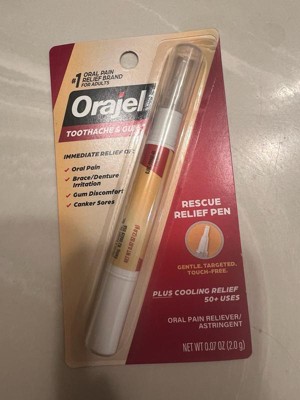 #1 ORAL PAIN
RELIEF BRAND
FOR ADULTS
Orajel
TOOTHACHE &
IMMEDIATE RELIEF
Oral Pain
Brace/Denture
Irritation
Gum Discomfort
Canker Sores
RESCUE
RELIEF PEN
GENTLE. TARGETED.
TOUCH-FREE.
PLUS COOLING RELIEF
50+ USES
ORAL PAIN RELIEVER/
ASTRINGENT
NET WT 0.07 OZ (2.0 g)